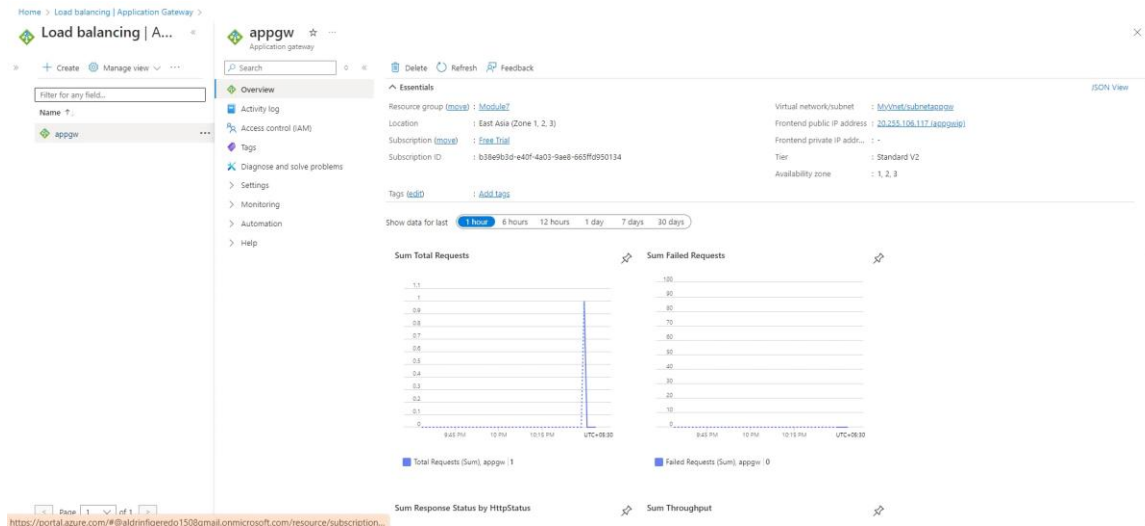 Home > Load balancing | Application Gateway >
Load balancing | A... «
appgw ☆ ...
Application gateway
» + Create Manage view ···
Filter for any field...
Name ↑↓
appgw ···
Page 1 of 1
Search
Overview
Activity log
Access control (IAM)
Tags
Diagnose and solve problems
> Settings
> Monitoring
> Automation
> Help
Delete Refresh Feedback
Essentials JSON View
Resource group (move) : Module7
Location : East Asia (Zone 1, 2, 3)
Subscription (move) : Free Trial
Subscription ID : b38e9b3d-e40f-4a03-9ae8-665ffd950134
Virtual network/subnet : MyVnet/subnetappgw
Frontend public IP address : 20.255.106.117 (appgwip)
Frontend private IP addr... : -
Tier : Standard V2
Availability zone : 1, 2, 3
Tags (edit) : Add tags
Show data for last 1 hour 6 hours 12 hours 1 day 7 days 30 days
Sum Total Requests
1.1
1
0.9
0.8
0.7
0.6
0.5
0.4
0.3
0.2
0.1
0
9:45 PM 10 PM 10:15 PM UTC+05:30
Total Requests (Sum), appgw | 1
Sum Failed Requests
100
90
80
70
60
50
40
30
20
10
0
9:45 PM 10 PM 10:15 PM UTC+05:30
Failed Requests (Sum), appgw | 0
Sum Response Status by HttpStatus
Sum Throughput
https://portal.azure.com/#@aldrinfigeredo1508gmail.onmicrosoft.com/resource/subscription...